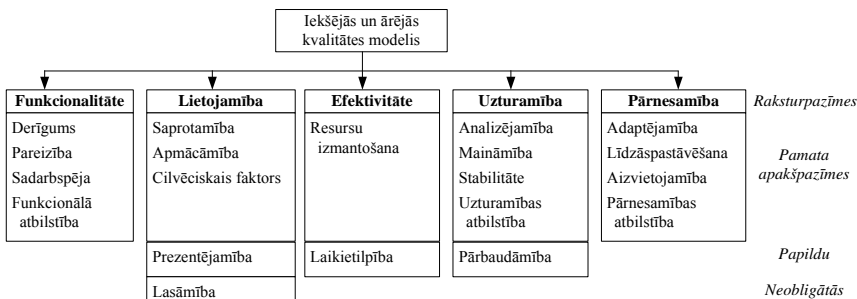 Iekšējās un ārējās
kvalitātes modelis
Funkcionalitāte
Derīgums
Pareizība
Sadarbspēja
Funkcionālā
atbilstība
Lietojamība
Saprotamība
Apmācāmība
Cilvēciskais faktors
Prezentējamība
Lasāmība
Efektivitāte
Resursu
izmantošana
Laikietilpība
Uzturamība
Analizējamība
Maināmība
Stabilitāte
Uzturamības
atbilstība
Pārbaudāmība
Pārnesamība
Adaptējamība
Līdzāspastāvēšana
Aizvietojamība
Pārnesamības
atbilstība
Raksturpazīmes
Pamata
apakšpazīmes
Papildu
Neobligātās